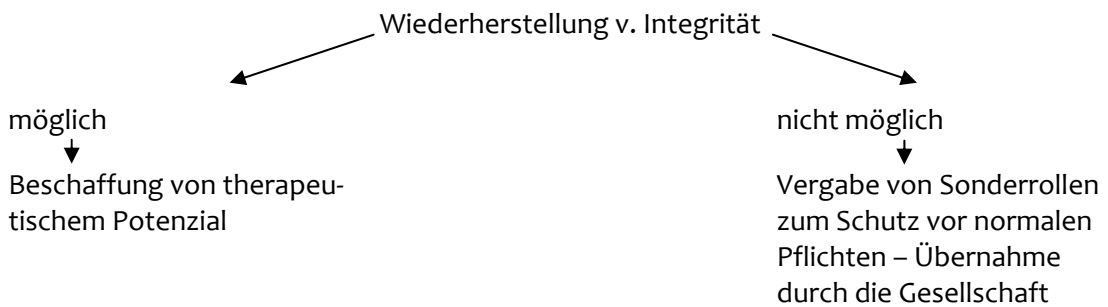 Wiederherstellung v. Integrität
möglich
Beschaffung von therapeu-
tischem Potenzial
nicht möglich
Vergabe von Sonderrollen
zum Schutz vor normalen
Pflichten – Übernahme
durch die Gesellschaft